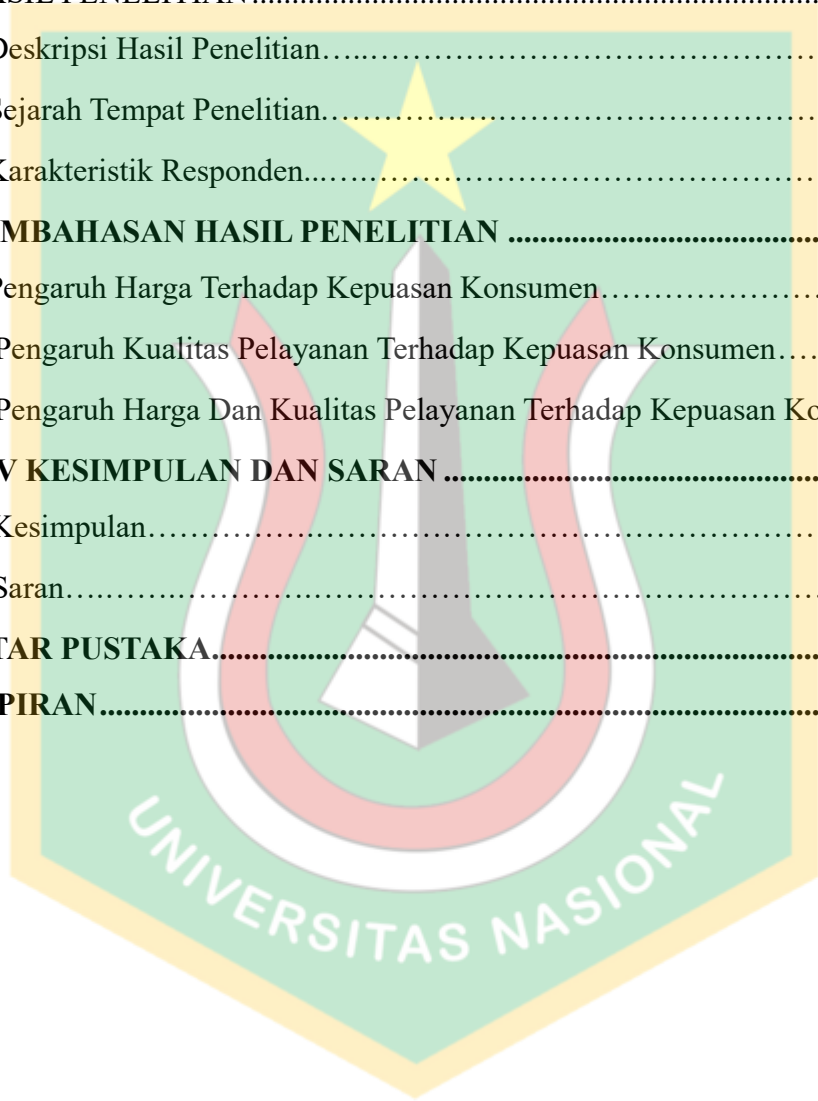 SIL PENELITIAN....................................................................
Deskripsi Hasil Penelitian…..……………………………………………
Sejarah Tempat Penelitian……………………………………………….
Karakteristik Responden...……………………………………………….
MBAHASAN HASIL PENELITIAN ......................................
Pengaruh Harga Terhadap Kepuasan Konsumen…………………….
Pengaruh Kualitas Pelayanan Terhadap Kepuasan Konsumen….
Pengaruh Harga Dan Kualitas Pelayanan Terhadap Kepuasan Ko
V KESIMPULAN DAN SARAN ..............................................
Kesimpulan……………………………………………………………….
Saran….………………………………………………………………….
TAR PUSTAKA...........................................................................
PIRAN.........................................................................................
UNIVERSITAS NASIONAL